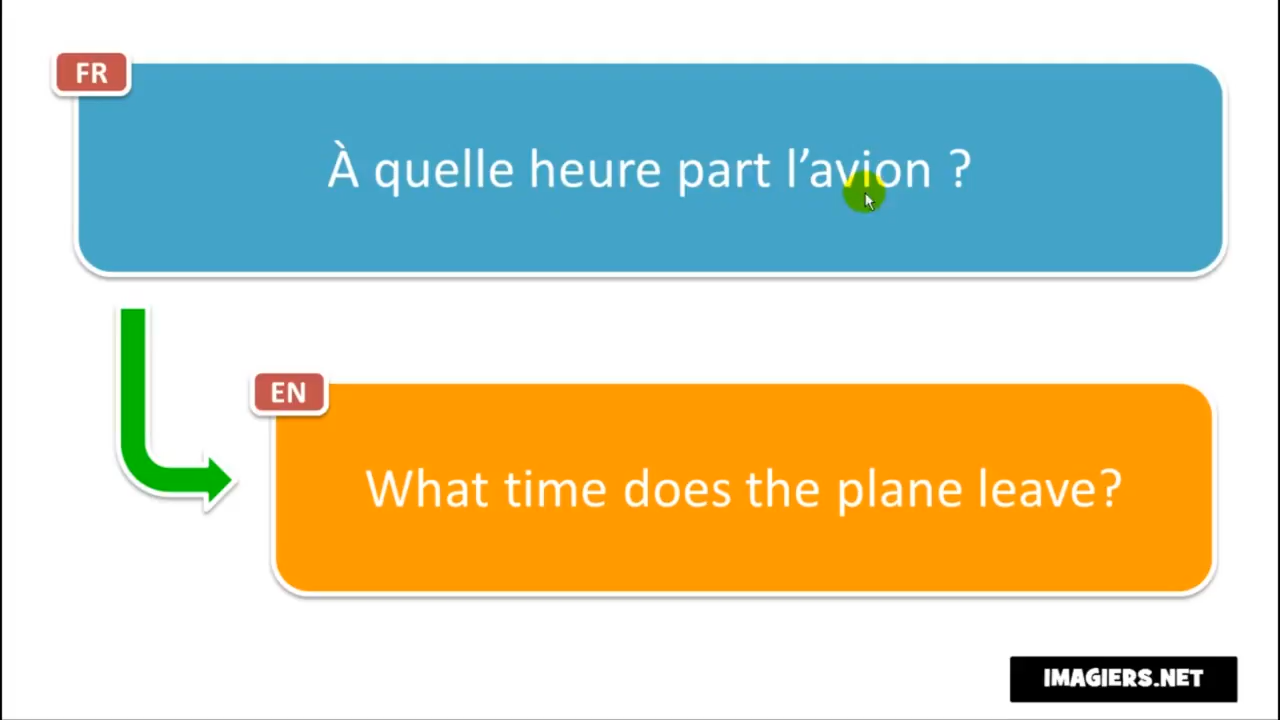 FR
À quelle heure part l’avion ?
EN
What time does the plane leave?
IMAGIERS.NET